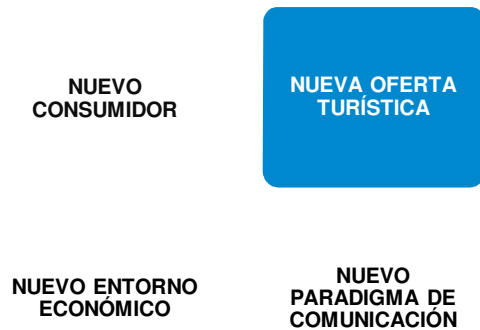 NUEVO
CONSUMIDOR
NUEVA OFERTA
TURÍSTICA
NUEVO ENTORNO
ECONÓMICO
NUEVO
PARADIGMA DE
COMUNICACIÓN